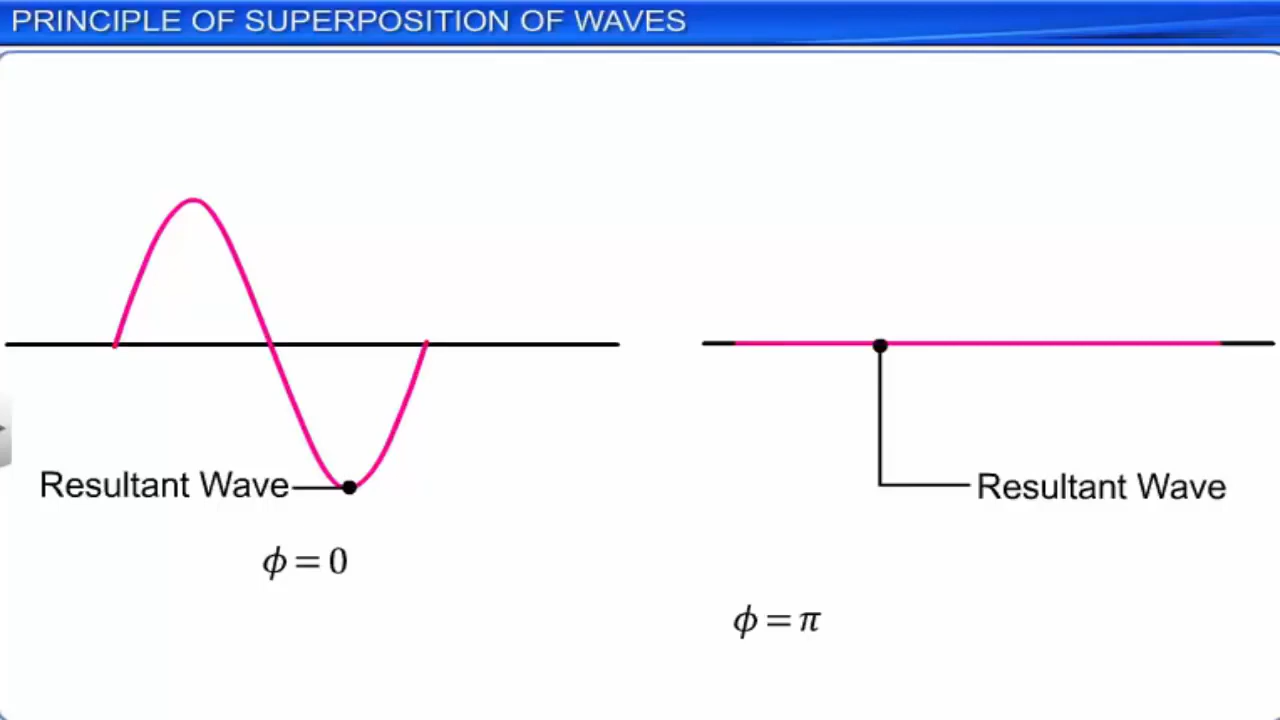 PRINCIPLE OF SUPERPOSITION OF WAVES
Resultant Wave
ϕ = 0
Resultant Wave
ϕ = π